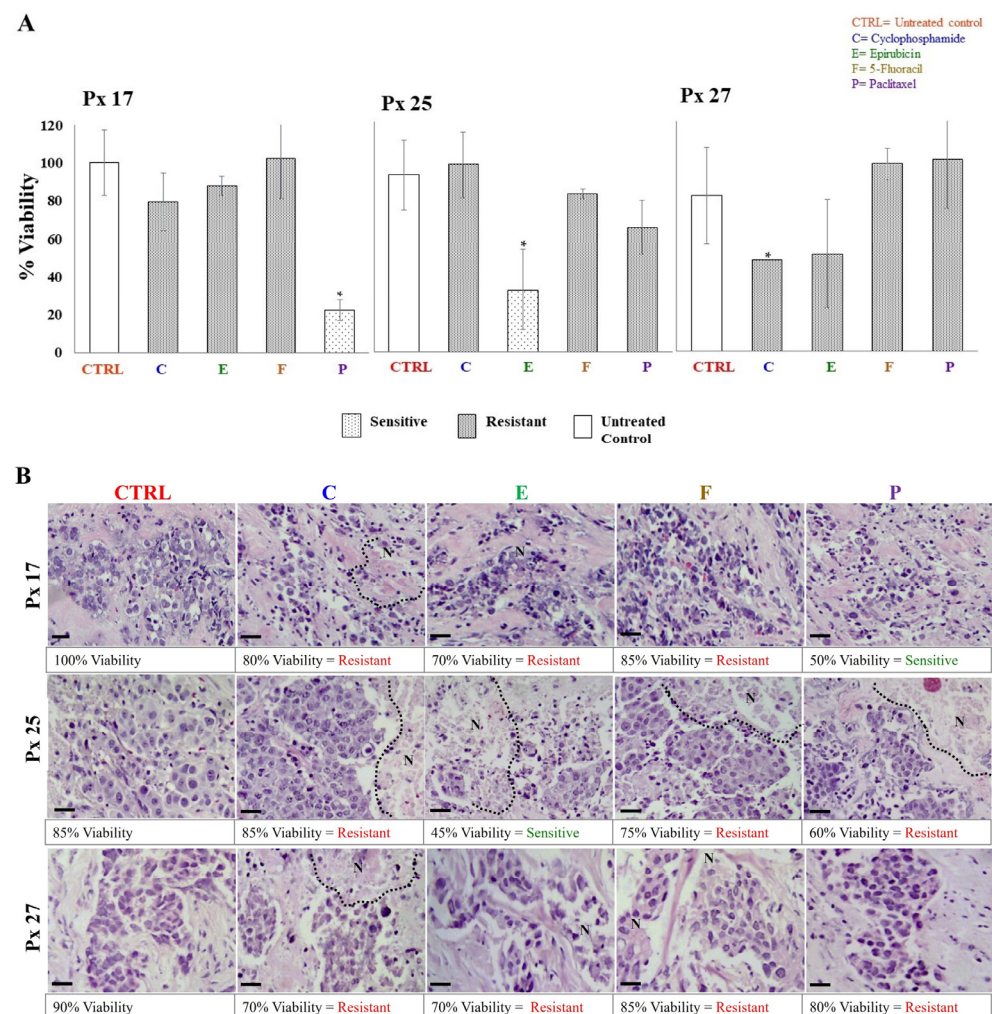 A
CTRL= Untreated control
C= Cyclophosphamide
E= Epirubicin
F= 5-Fluoracil
P= Paclitaxel
Px 17
Px 25
Px 27
% Viability
120
100
80
60
40
20
0
*
*
*
CTRL C E F P
CTRL C E F P
CTRL C E F P
Sensitive
Resistant
Untreated
Control
B
CTRL C E F P
Px 17
N
N
100% Viability
80% Viability = Resistant
70% Viability = Resistant
85% Viability = Resistant
50% Viability = Sensitive
Px 25
N
N
N
N
85% Viability
85% Viability = Resistant
45% Viability = Sensitive
75% Viability = Resistant
60% Viability = Resistant
Px 27
N
N
N
N
90% Viability
70% Viability = Resistant
70% Viability = Resistant
85% Viability = Resistant
80% Viability = Resistant